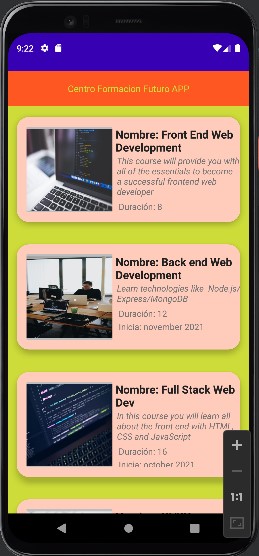 9:22
Centro Formacion Futuro APP
Nombre: Front End Web
Development
This course will provide you with
all of the essentials to become
a successful frontend web
developer
Duración: 8
Nombre: Back end Web
Development
Learn technologies like Node.js/
Express/MongoDB
Duración: 12
Inicia: november 2021
Nombre: Full Stack Web
Dev
In this course you will learn all
about the front end with HTML,
CSS and JavaScript
Duración: 16
Inicia: october 2021
1:1